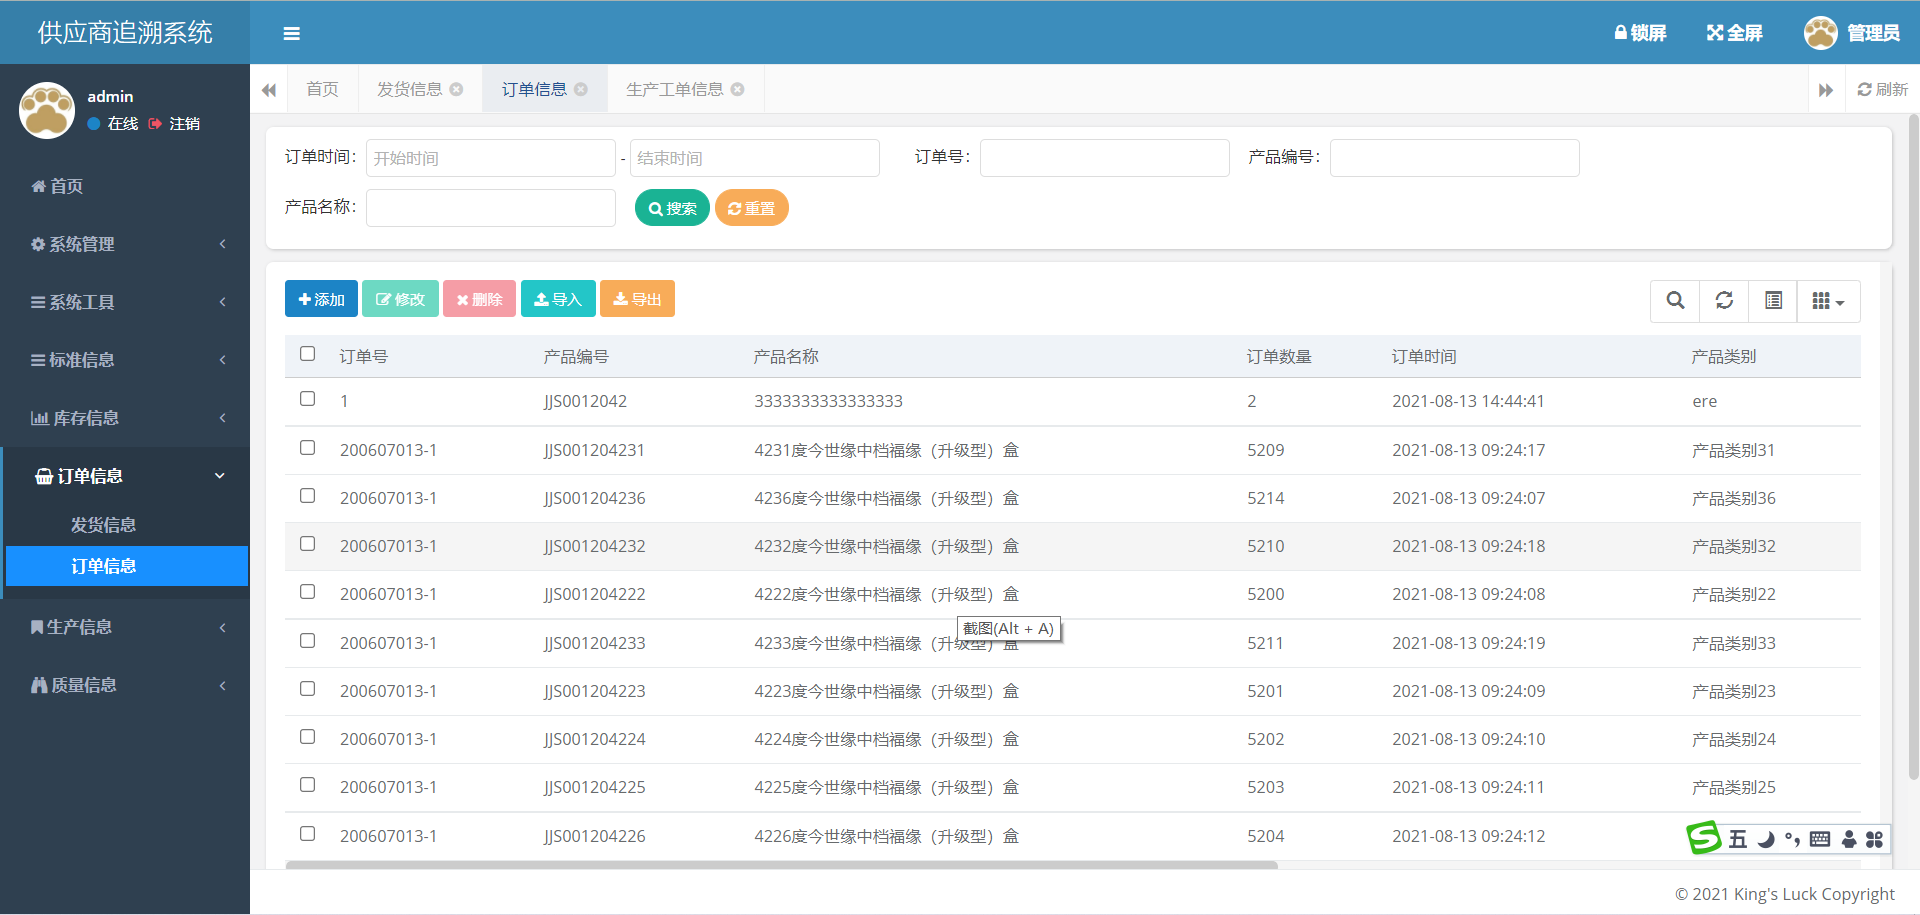 供应商追溯系统
锁屏 全屏 管理员
admin
在线 注销
首页 发货信息 订单信息 生产工单信息 刷新
首页
系统管理
系统工具
标准信息
库存信息
订单信息
发货信息
订单信息
生产信息
质量信息
订单时间： 开始时间 - 结束时间 订单号： 产品编号：
产品名称： 搜索 重置
添加 修改 删除 导入 导出
订单号 产品编号 产品名称 订单数量 订单时间 产品类别
1 JJS0012042 3333333333333333 2 2021-08-13 14:44:41 ere
200607013-1 JJS001204231 4231度今世缘中档福缘（升级型）盒 5209 2021-08-13 09:24:17 产品类别31
200607013-1 JJS001204236 4236度今世缘中档福缘（升级型）盒 5214 2021-08-13 09:24:07 产品类别36
200607013-1 JJS001204232 4232度今世缘中档福缘（升级型）盒 5210 2021-08-13 09:24:18 产品类别32
200607013-1 JJS001204222 4222度今世缘中档福缘（升级型）盒 5200 2021-08-13 09:24:08 产品类别22
截图(Alt + A)
200607013-1 JJS001204233 4233度今世缘中档福缘（升级型）盒 5211 2021-08-13 09:24:19 产品类别33
200607013-1 JJS001204223 4223度今世缘中档福缘（升级型）盒 5201 2021-08-13 09:24:09 产品类别23
200607013-1 JJS001204224 4224度今世缘中档福缘（升级型）盒 5202 2021-08-13 09:24:10 产品类别24
200607013-1 JJS001204225 4225度今世缘中档福缘（升级型）盒 5203 2021-08-13 09:24:11 产品类别25
200607013-1 JJS001204226 4226度今世缘中档福缘（升级型）盒 5204 2021-08-13 09:24:12
五
© 2021 King's Luck Copyright